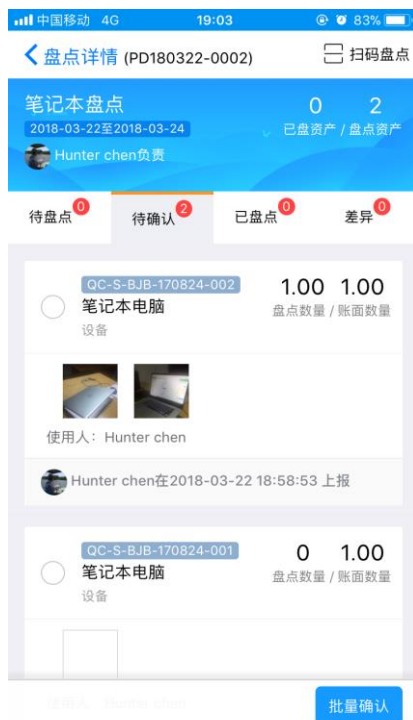 中国移动 4G 19:03 83%
盘点详情 (PD180322-0002) 扫码盘点
笔记本盘点 0 2
2018-03-22至2018-03-24 已盘资产 / 盘点资产
Hunter chen负责
待盘点 0 待确认 2 已盘点 0 差异 0
QC-S-BJB-170824-002 1.00 1.00
笔记本电脑 盘点数量 / 账面数量
设备
使用人: Hunter chen
Hunter chen在2018-03-22 18:58:53 上报
QC-S-BJB-170824-001 0 1.00
笔记本电脑 盘点数量 / 账面数量
设备
使用人: Hunter chen
批量确认